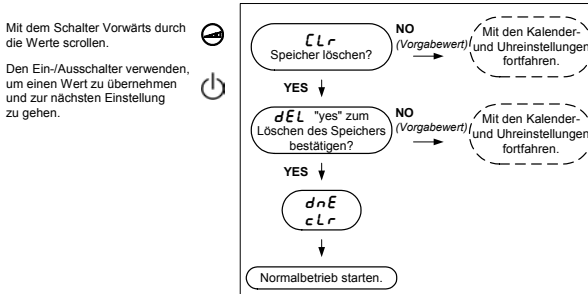 Mit dem Schalter Vorwärts durch
die Werte scrollen.
Den Ein-/Ausschalter verwenden,
um einen Wert zu übernehmen
und zur nächsten Einstellung
zu gehen.
CLr
Speicher löschen?
NO
(Vorgabewert)
Mit den Kalender-
und Uhreinstellungen
fortfahren.
YES
dEL "yes" zum
Löschen des Speichers
bestätigen?
NO
(Vorgabewert)
Mit den Kalender-
und Uhreinstellungen
fortfahren.
YES
dnE
cLr
Normalbetrieb starten.